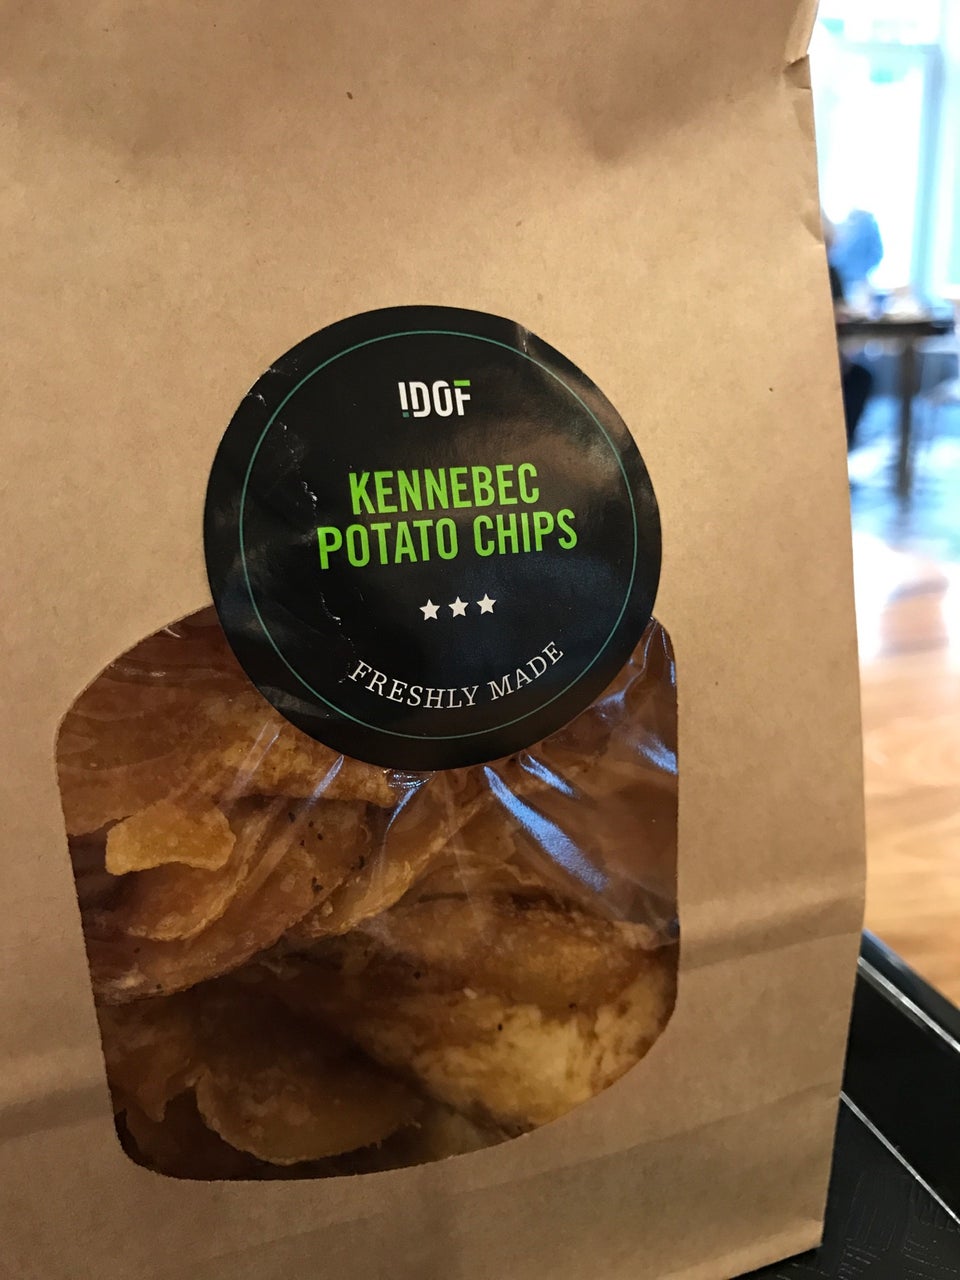 !DOF
KENNEBEC
POTATO CHIPS
FRESHLY MADE